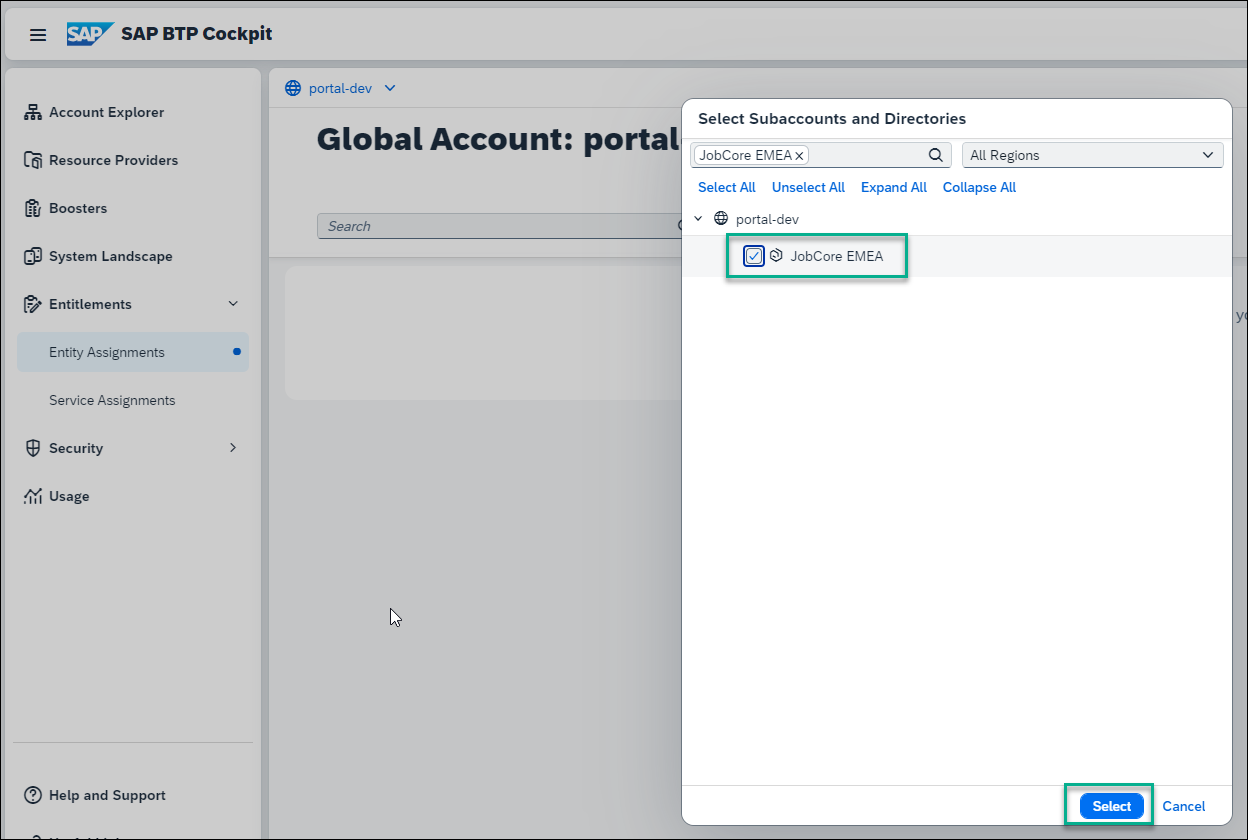 SAP SAP BTP Cockpit
Account Explorer
Resource Providers
Boosters
System Landscape
Entitlements
Entity Assignments
Service Assignments
Security
Usage
Help and Support
portal-dev
Global Account: portal-
Search
Select Subaccounts and Directories
JobCore EMEA
All Regions
Select All Unselect All Expand All Collapse All
portal-dev
JobCore EMEA
Select Cancel